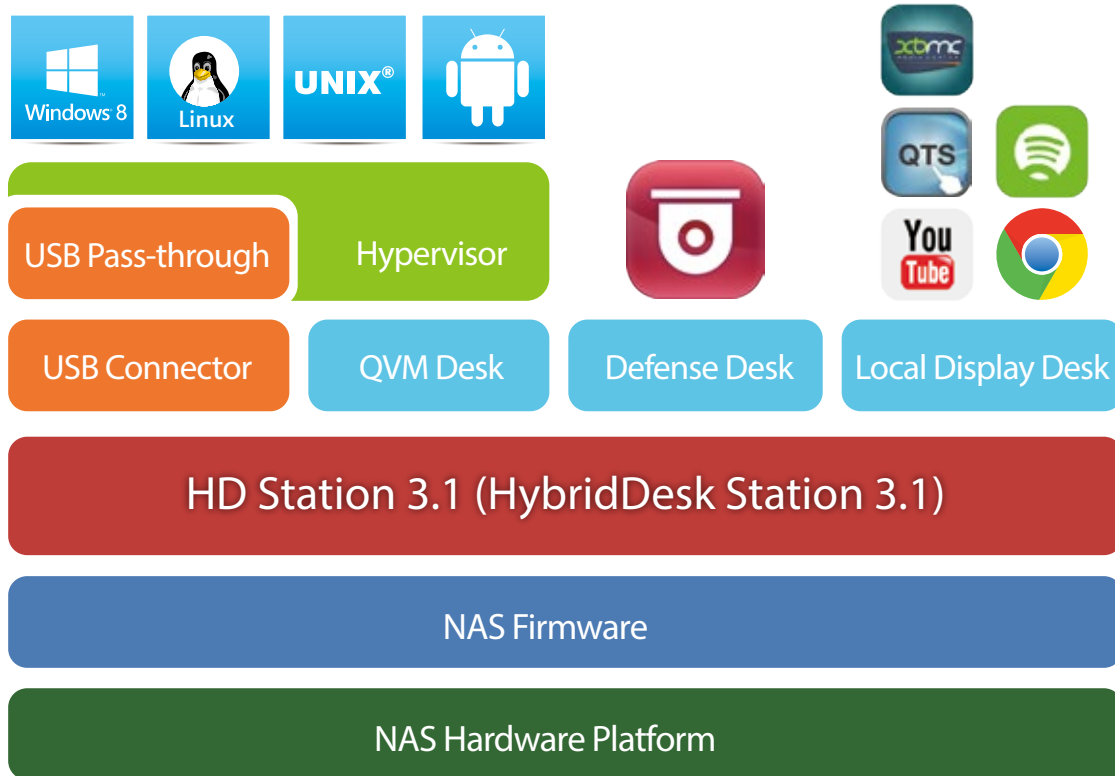 Windows 8
Linux
UNIX®
xbmc
QTS
You
Tube
USB Pass-through
Hypervisor
USB Connector
QVM Desk
Defense Desk
Local Display Desk
HD Station 3.1 (HybridDesk Station 3.1)
NAS Firmware
NAS Hardware Platform